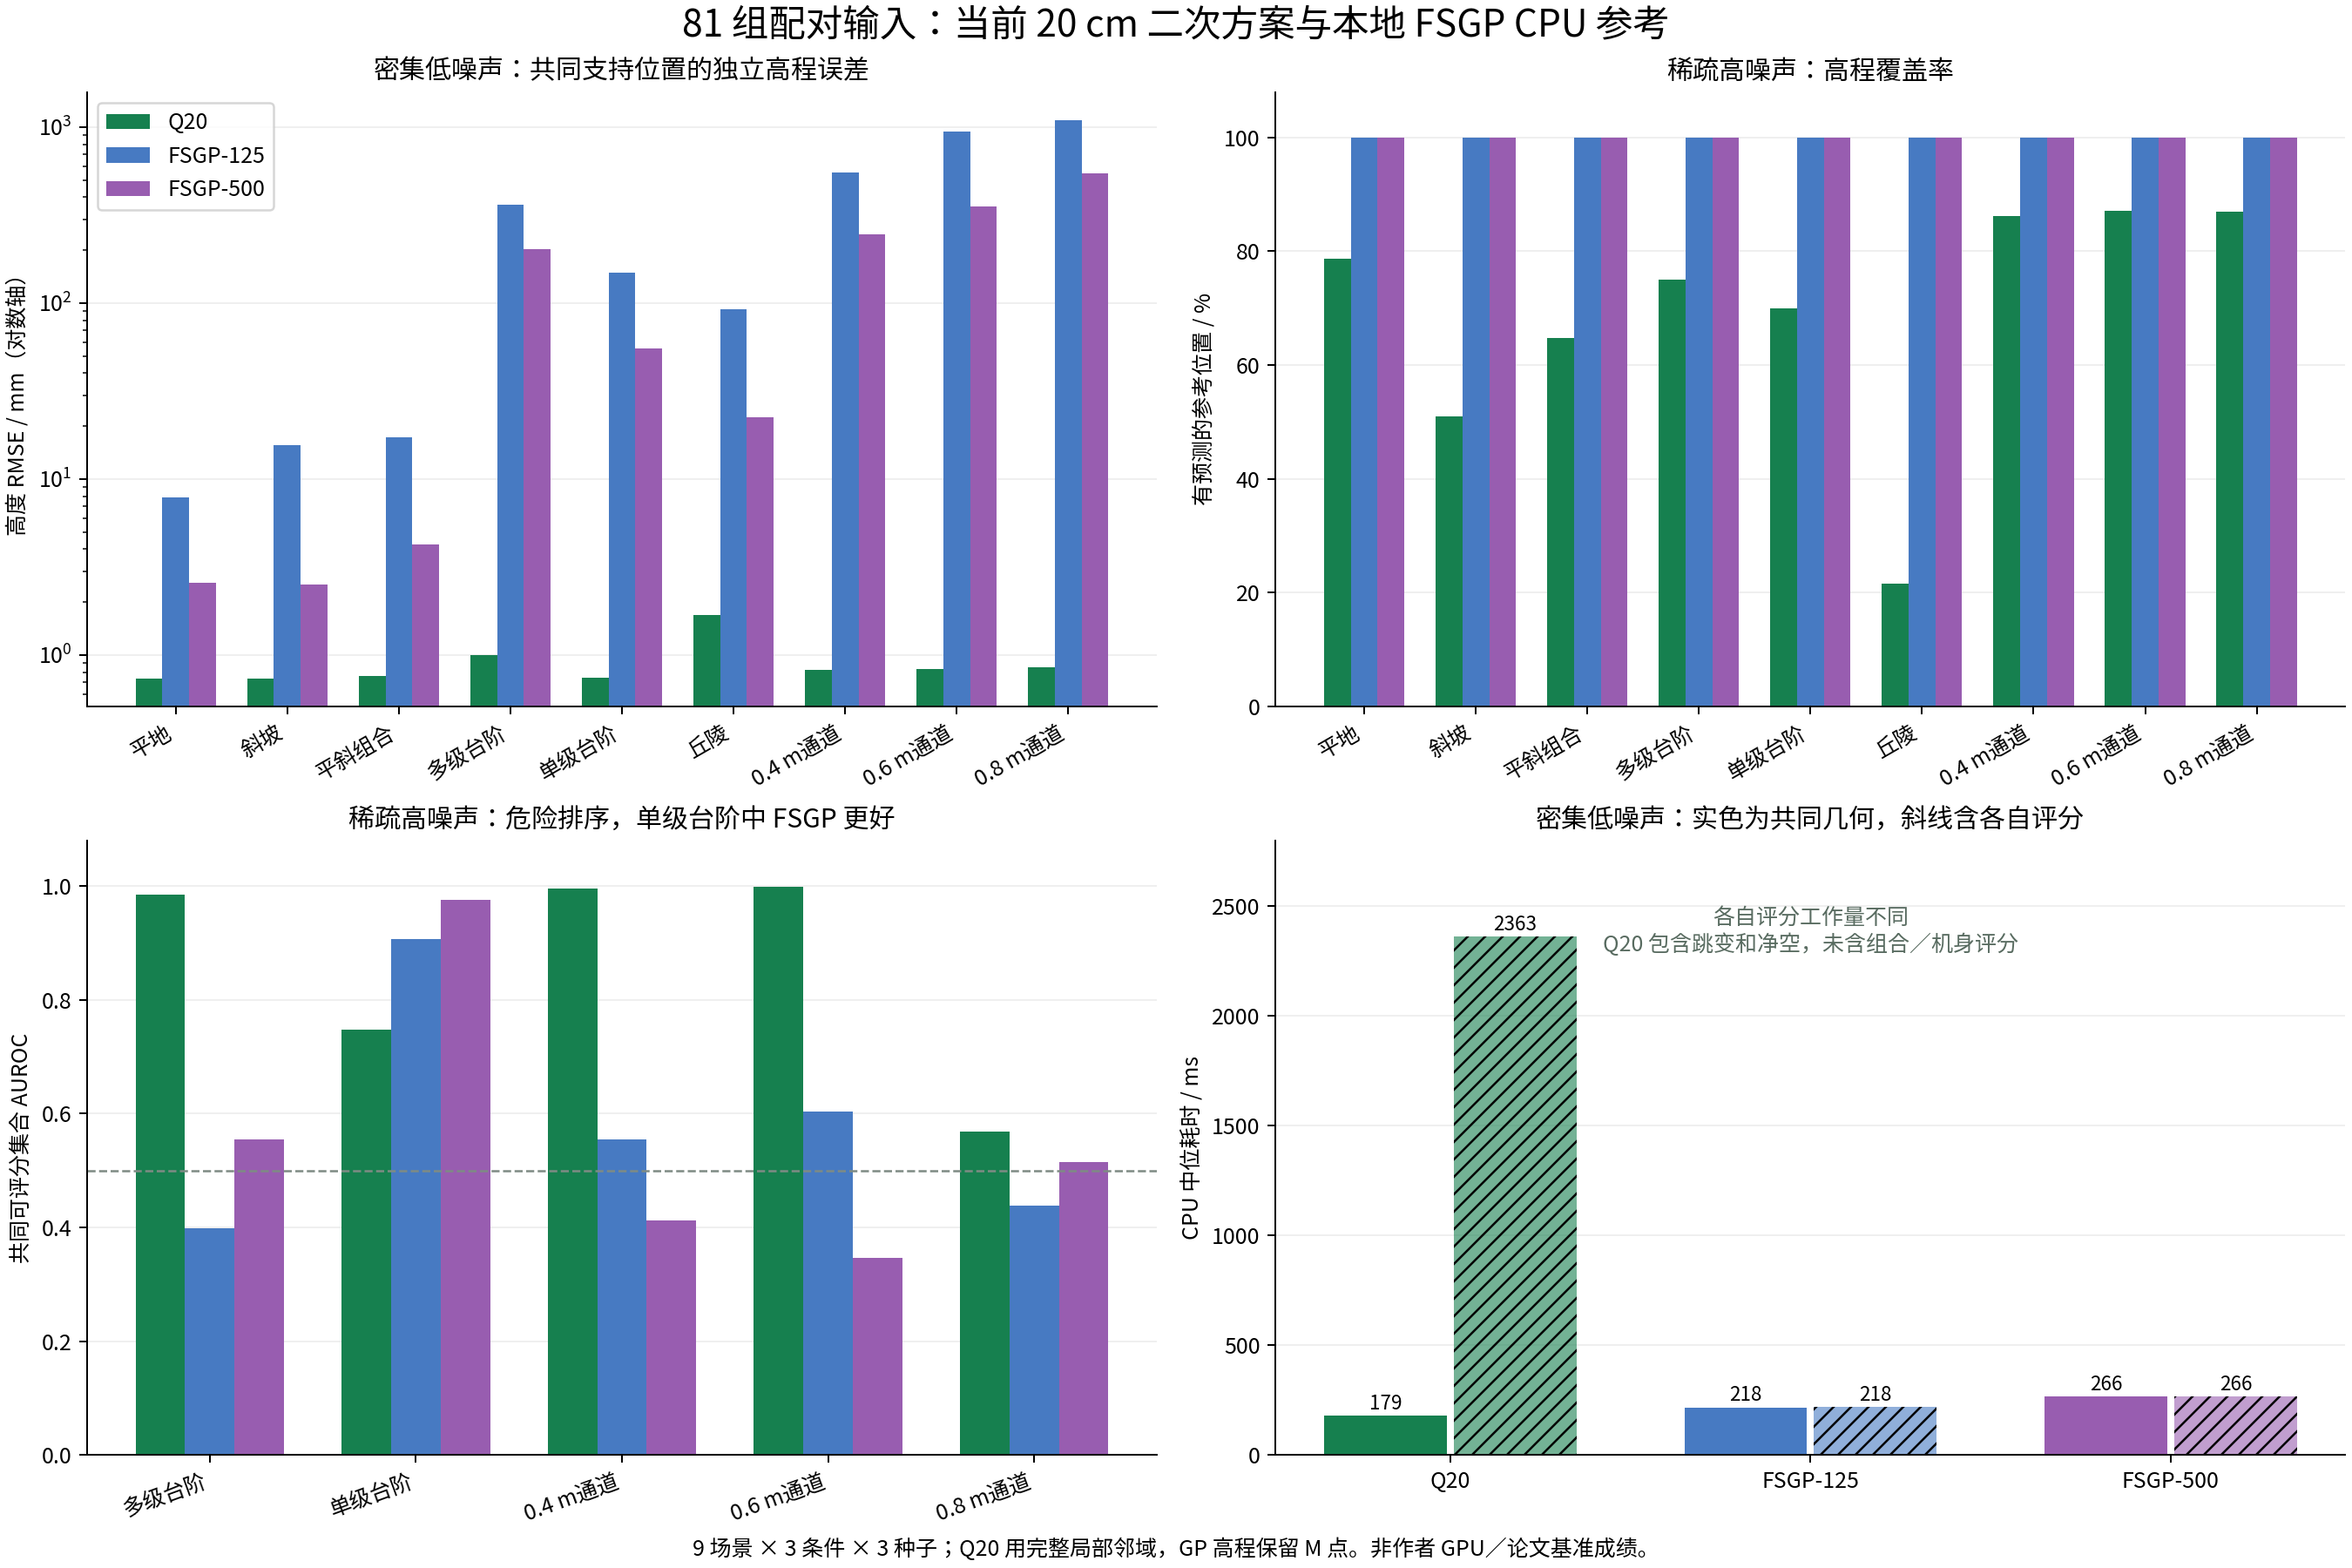 81 组配对输入：当前 20 cm 二次方案与本地 FSGP CPU 参考
密集低噪声：共同支持位置的独立高程误差
高度 RMSE / mm（对数轴）
10³
10²
10¹
10⁰
Q20
FSGP-125
FSGP-500
平地
斜坡
平斜组合
多级台阶
单级台阶
丘陵
0.4 m通道
0.6 m通道
0.8 m通道
稀疏高噪声：高程覆盖率
有预测的参考位置 / %
100
80
60
40
20
0
平地
斜坡
平斜组合
多级台阶
单级台阶
丘陵
0.4 m通道
0.6 m通道
0.8 m通道
稀疏高噪声：危险排序，单级台阶中 FSGP 更好
共同可评分集合 AUROC
1.0
0.8
0.6
0.4
0.2
0.0
多级台阶
单级台阶
0.4 m通道
0.6 m通道
0.8 m通道
密集低噪声：实色为共同几何，斜线含各自评分
CPU 中位耗时 / ms
2500
2000
1500
1000
500
0
各自评分工作量不同
Q20 包含跳变和净空，未含组合／机身评分
179
2363
218
218
266
266
Q20
FSGP-125
FSGP-500
9 场景 × 3 条件 × 3 种子；Q20 用完整局部邻域，GP 高程保留 M 点。非作者 GPU／论文基准成绩。